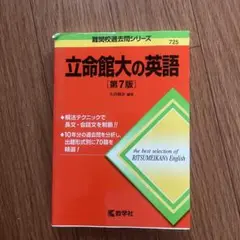 難関校過去問シリーズ
725
立命館大の英語
[第7版]
●解法テクニックで
長文・会話文を制覇!!
●10年分の過去問を分析し、
出題形式別に70題を
精選!
the best selection of
RITSUMEIKAN's English
教学社